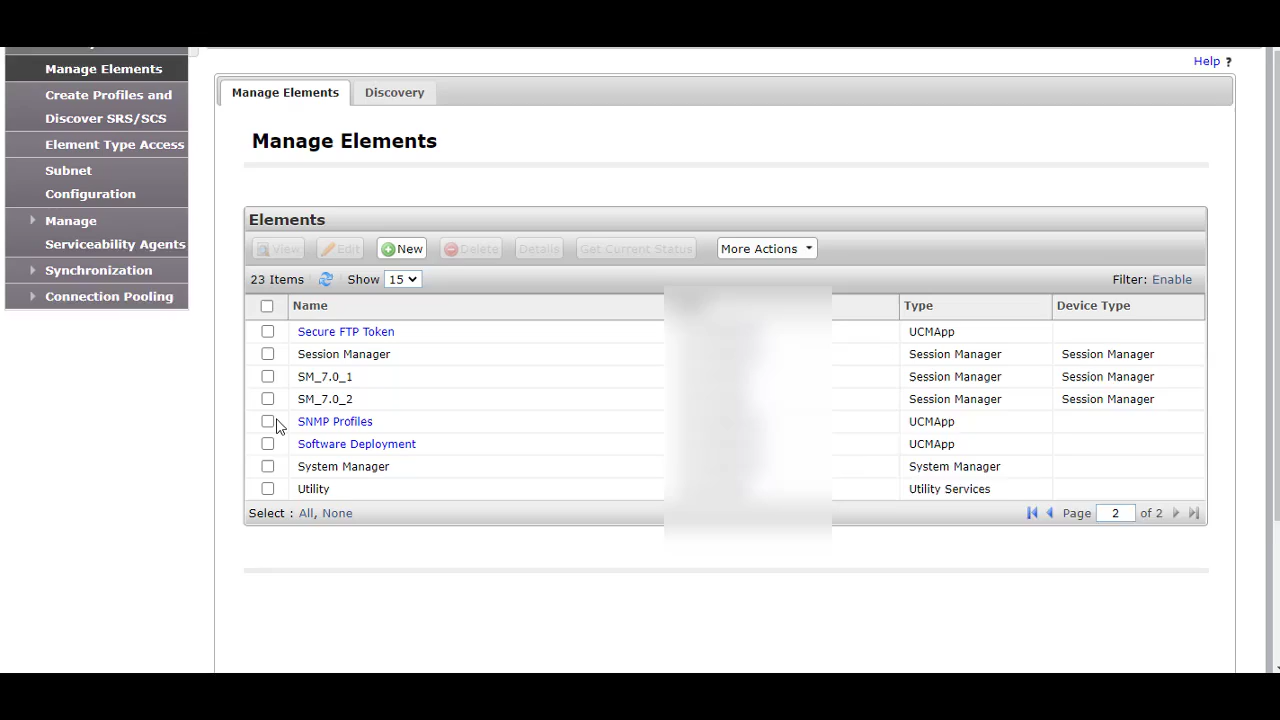 Manage Elements
Create Profiles and
Discover SRS/SCS
Element Type Access
Subnet
Configuration
Manage
Serviceability Agents
Synchronization
Connection Pooling
Help ?
Manage Elements Discovery
Manage Elements
Elements
View Edit New Delete Details Get Current Status More Actions
23 Items Show 15 Filter: Enable
Name Type Device Type
Secure FTP Token UCMApp
Session Manager Session Manager Session Manager
SM_7.0_1 Session Manager Session Manager
SM_7.0_2 Session Manager Session Manager
SNMP Profiles UCMApp
Software Deployment UCMApp
System Manager System Manager
Utility Utility Services
Select : All, None Page 2 of 2